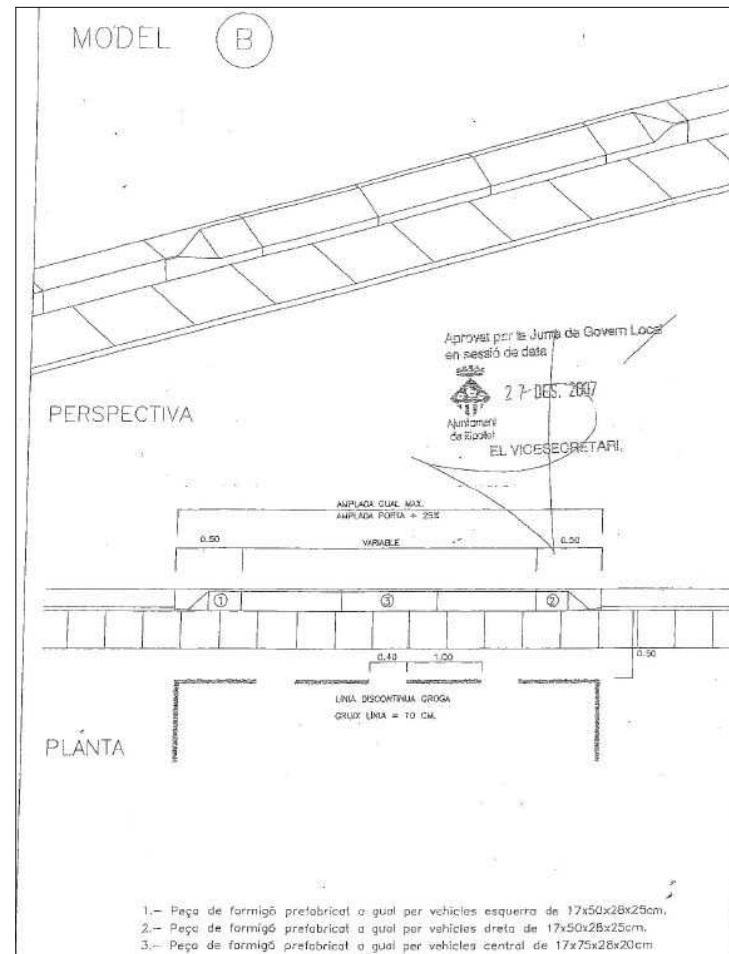 MODEL B
Aprovat per la Junta de Govern Local
en sessió de data
27 DES. 2007
Ajuntament
de Ripollet
EL VICESECRETARI,
PERSPECTIVA
AMPLADA GUAL MAX.
AMPLADA PORTA + 25%
0.50 VARIABLE 0.50
1 3 2
0.40 1.00 0.50
LINIA DISCONTINUA GROGA
GRUIX LÍNIA = 10 CM.
PLANTA
1.- Peça de formigó prefabricat a gual per vehicles esquerra de 17x50x28x25cm.
2.- Peça de formigó prefabricat a gual per vehicles dreta de 17x50x28x25cm.
3.- Peça de formigó prefabricat a gual per vehicles central de 17x75x28x20cm